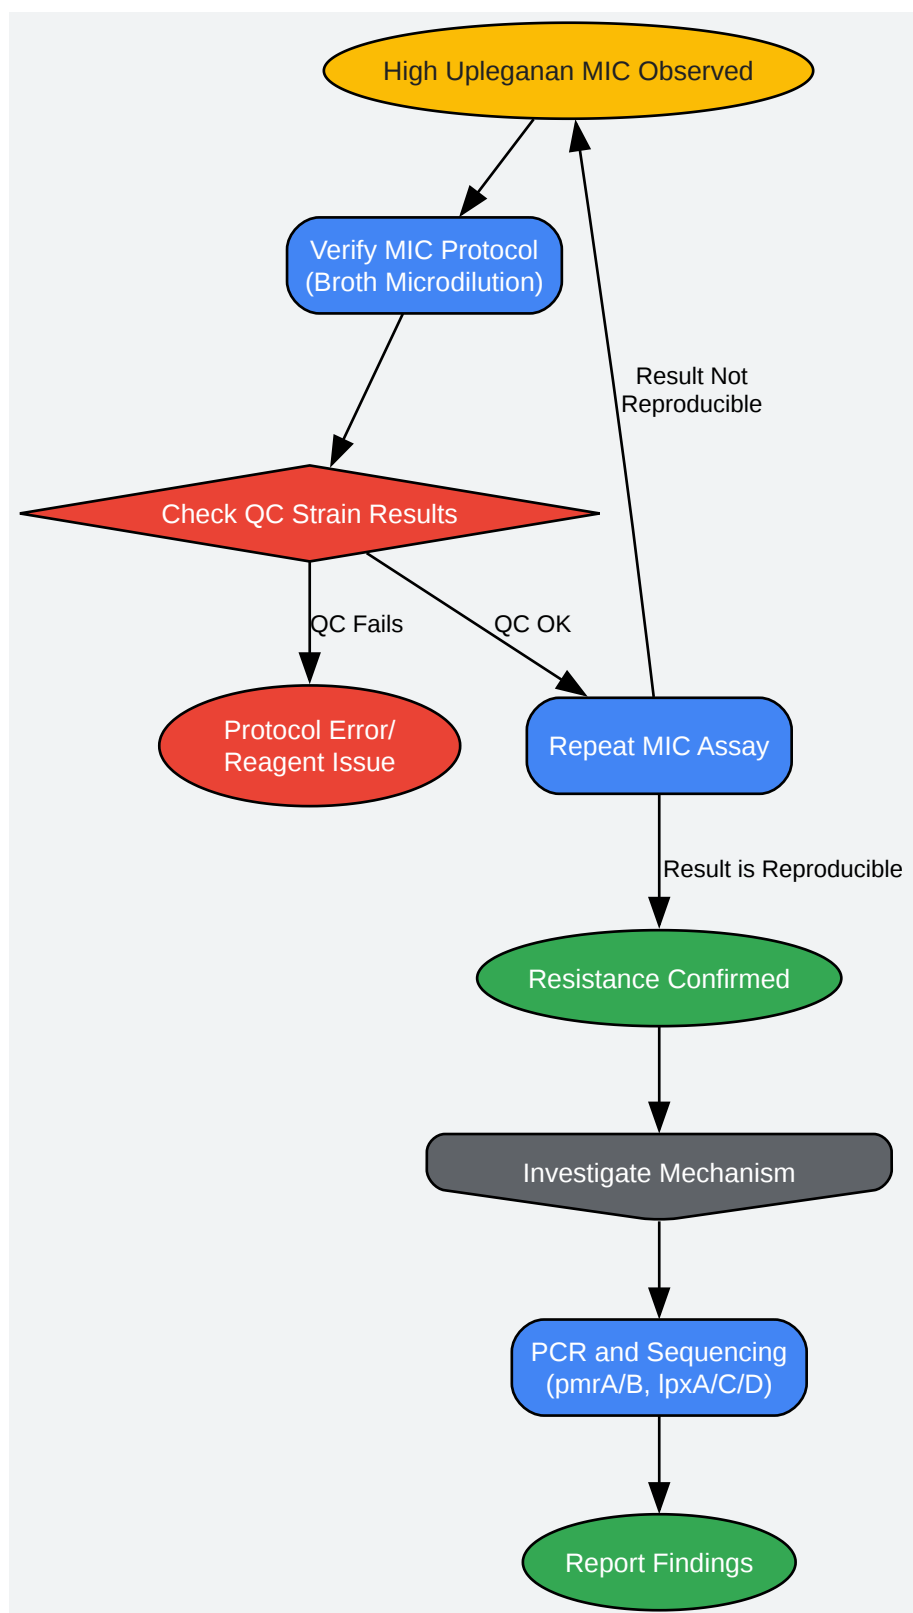 High Upleganan MIC Observed
Verify MIC Protocol
(Broth Microdilution)
Result Not
Reproducible
Check QC Strain Results
QC Fails
QC OK
Protocol Error/
Reagent Issue
Repeat MIC Assay
Result is Reproducible
Resistance Confirmed
Investigate Mechanism
PCR and Sequencing
(pmrA/B, lpxA/C/D)
Report Findings